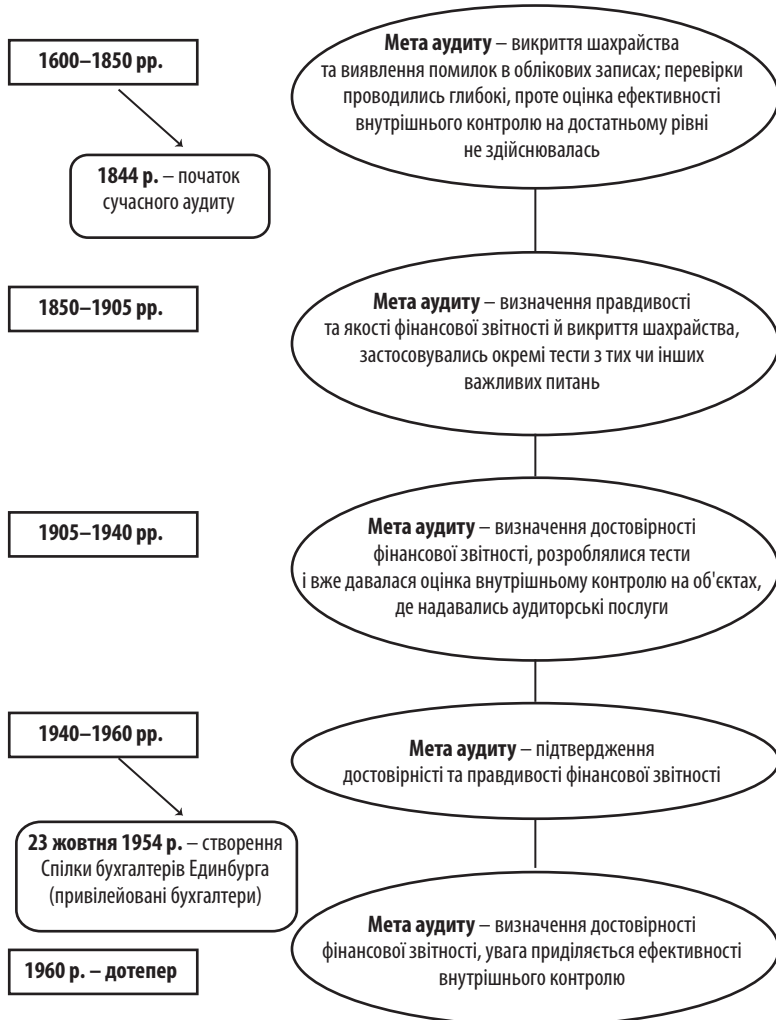 1600–1850 рр.
Мета аудиту – викриття шахрайства
та виявлення помилок в облікових записах; перевірки
проводились глибокі, проте оцінка ефективності
внутрішнього контролю на достатньому рівні
не здійснювалась
1844 р. – початок
сучасного аудиту
1850–1905 рр.
Мета аудиту – визначення правдивості
та якості фінансової звітності й викриття шахрайства,
застосовувались окремі тести з тих чи інших
важливих питань
1905–1940 рр.
Мета аудиту – визначення достовірності
фінансової звітності, розроблялися тести
і вже давалася оцінка внутрішньому контролю на об'єктах,
де надавались аудиторські послуги
1940–1960 рр.
Мета аудиту – підтвердження
достовірністі та правдивості фінансової звітності
23 жовтня 1954 р. – створення
Спілки бухгалтерів Единбурга
(привілейовані бухгалтери)
1960 р. – дотепер
Мета аудиту – визначення достовірності
фінансової звітності, увага приділяється ефективності
внутрішнього контролю